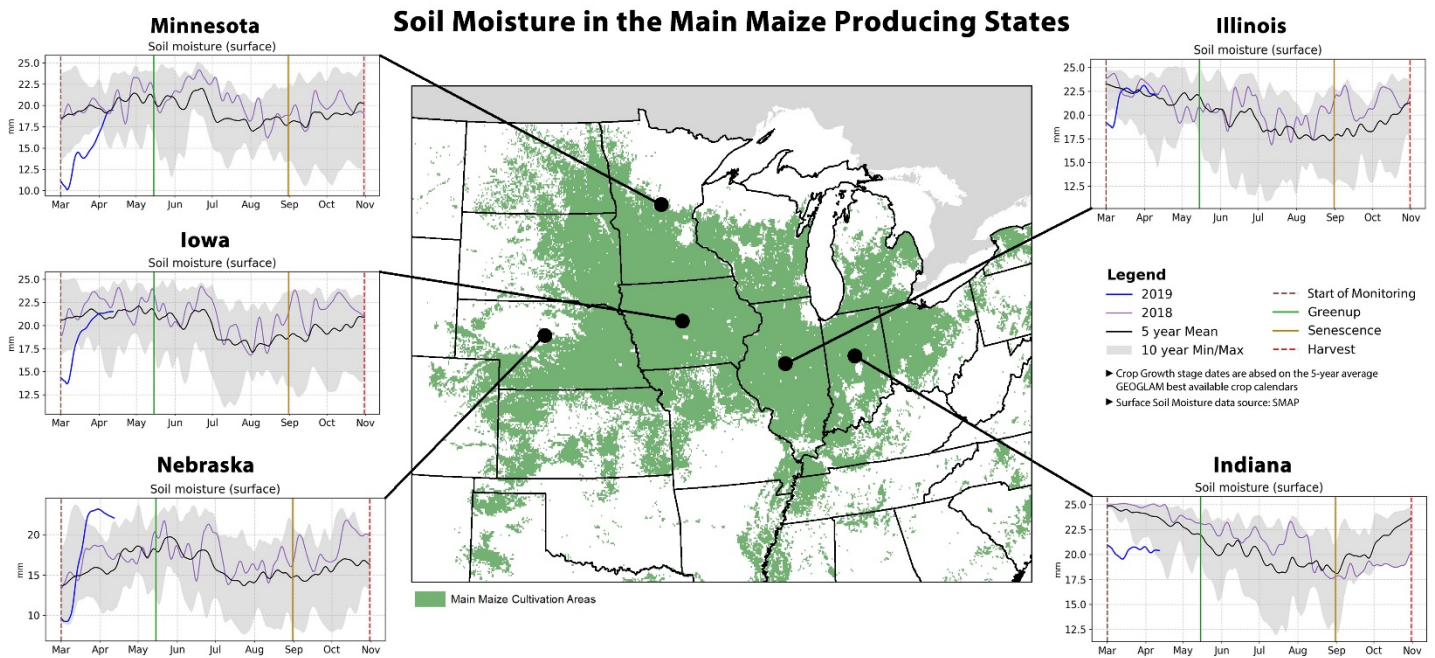 Soil Moisture in the Main Maize Producing States
Minnesota
Soil moisture (surface)
25.0
22.5
20.0
17.5
15.0
12.5
10.0
mm
Mar Apr May Jun Jul Aug Sep Oct Nov
Iowa
Soil moisture (surface)
25.0
22.5
20.0
17.5
15.0
12.5
mm
Mar Apr May Jun Jul Aug Sep Oct Nov
Nebraska
Soil moisture (surface)
20
15
10
mm
Mar Apr May Jun Jul Aug Sep Oct Nov
Main Maize Cultivation Areas
Illinois
Soil moisture (surface)
25.0
22.5
20.0
17.5
15.0
12.5
mm
Mar Apr May Jun Jul Aug Sep Oct Nov
Legend
2019
2018
5 year Mean
10 year Min/Max
Start of Monitoring
Greenup
Senescence
Harvest
► Crop Growth stage dates are absed on the 5-year average
GEOGLAM best available crop calendars
► Surface Soil Moisture data source: SMAP
Indiana
Soil moisture (surface)
25.0
22.5
20.0
17.5
15.0
12.5
mm
Mar Apr May Jun Jul Aug Sep Oct Nov